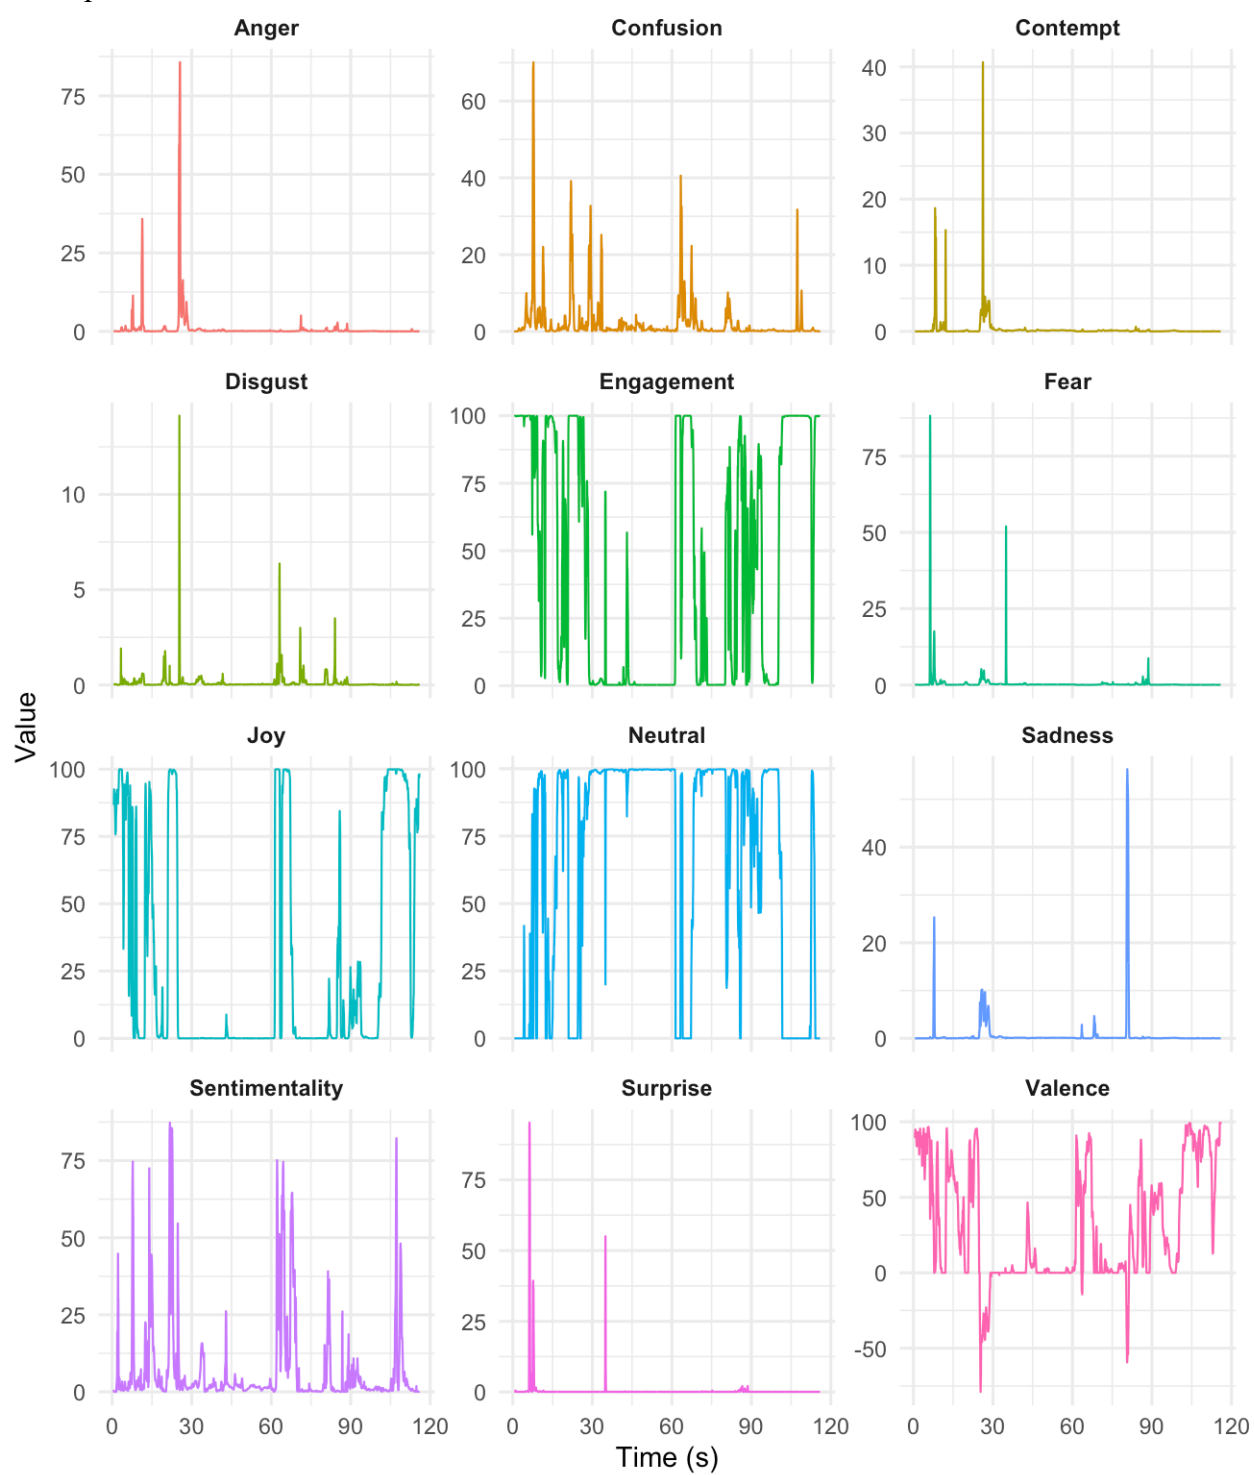 Anger Confusion Contempt
75 60 40
50 40 30
25 20 20
0 0 10
0
Disgust Engagement Fear
10 100 75
5 75 50
0 50 25
25 0
0
Value
Joy Neutral Sadness
100 100 40
75 75 20
50 50 0
25 25
0 0
Sentimentality Surprise Valence
75 75 100
50 50 50
25 25 0
0 0 -50
0 30 60 90 120 0 30 60 90 120 0 30 60 90 120
Time (s)